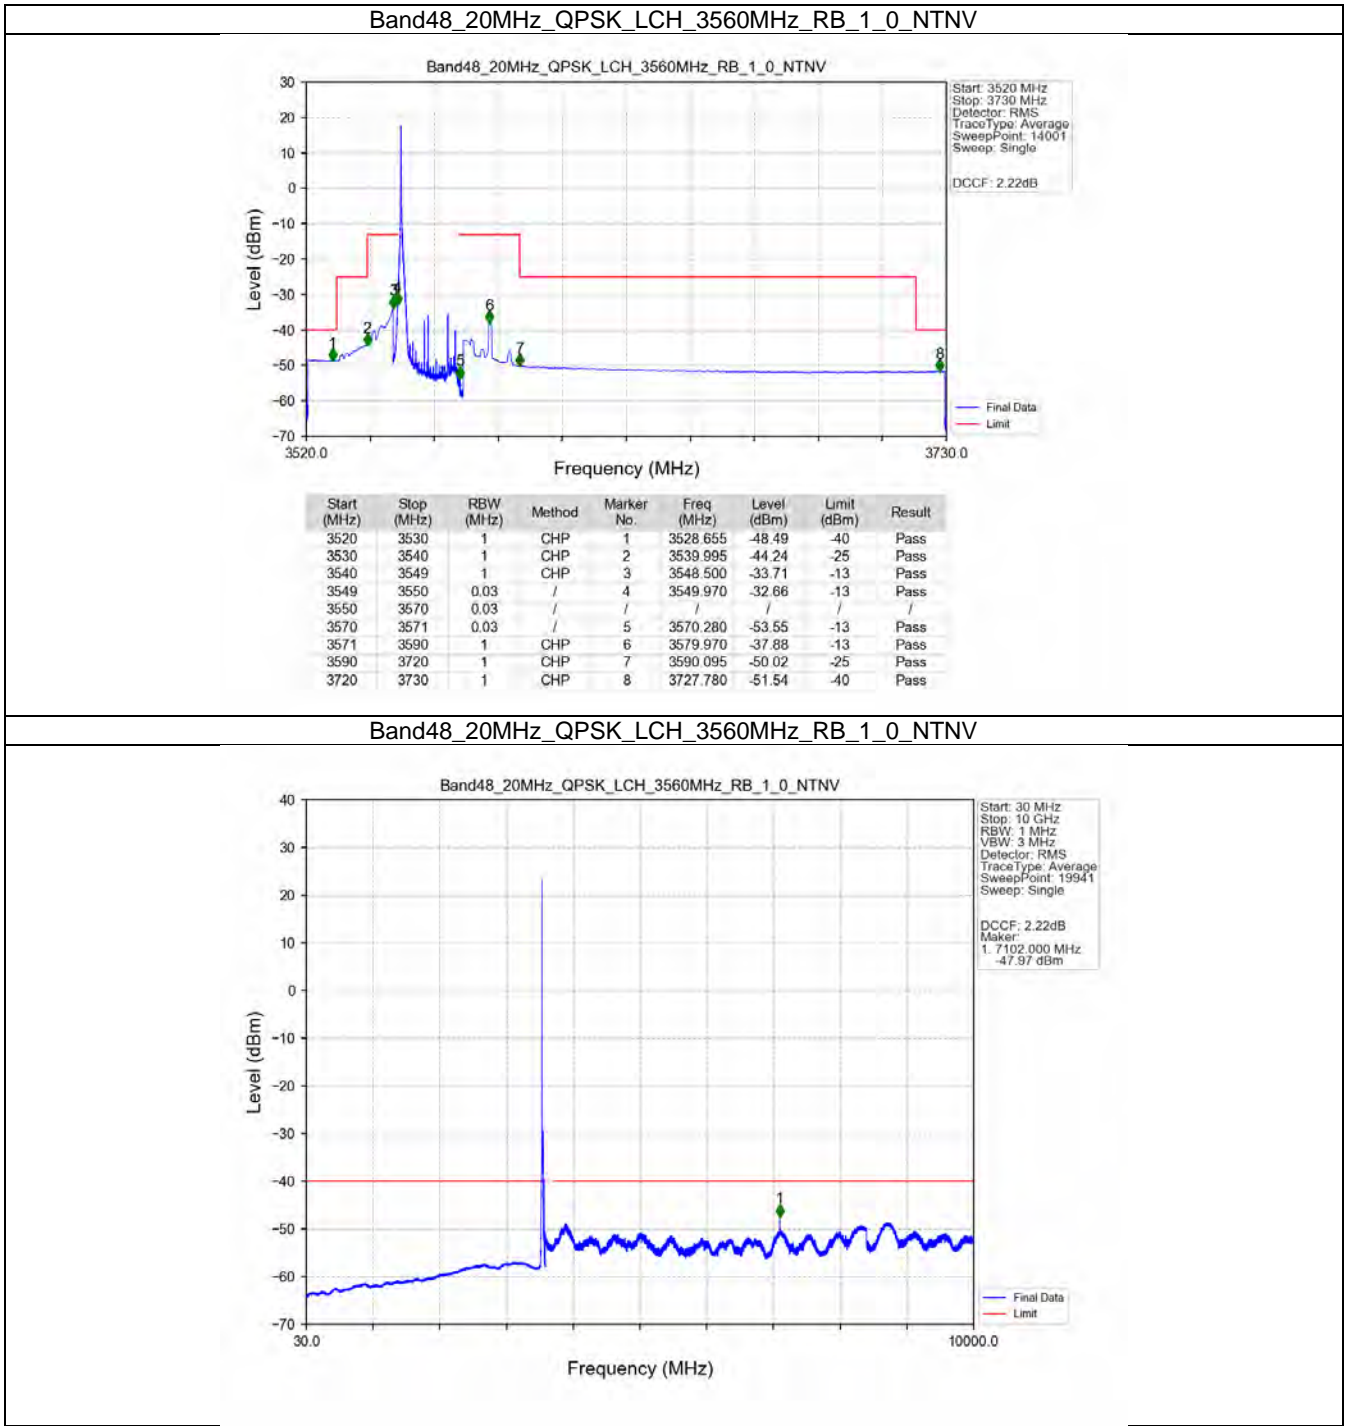 Band48_20MHz_QPSK_LCH_3560MHz_RB_1_0_NTNV
Band48_20MHz_QPSK_LCH_3560MHz_RB_1_0_NTNV
Start: 3520 MHz
Stop: 3730 MHz
Detector: RMS
TraceType: Average
SweepPoint: 14001
Sweep: Single
DCCF: 2.22dB
Level (dBm)
30
20
10
0
−10
−20
−30
−40
−50
−60
−70
1
2
3
5
6
7
8
Final Data
Limit
3520.0
3730.0
Frequency (MHz)
Start (MHz) Stop (MHz) RBW (MHz) Method Marker No. Freq (MHz) Level (dBm) Limit (dBm) Result
3520 3530 1 CHP 1 3528.655 -48.49 -40 Pass
3530 3540 1 CHP 2 3539.995 -44.24 -25 Pass
3540 3549 1 CHP 3 3548.500 -33.71 -13 Pass
3549 3550 0.03 / 4 3549.970 -32.66 -13 Pass
3550 3570 0.03 / / / / / /
3570 3571 0.03 / 5 3570.280 -53.55 -13 Pass
3571 3590 1 CHP 6 3579.970 -37.88 -13 Pass
3590 3720 1 CHP 7 3590.095 -50.02 -25 Pass
3720 3730 1 CHP 8 3727.780 -51.54 -40 Pass
Band48_20MHz_QPSK_LCH_3560MHz_RB_1_0_NTNV
Band48_20MHz_QPSK_LCH_3560MHz_RB_1_0_NTNV
Start: 30 MHz
Stop: 10 GHz
RBW: 1 MHz
VBW: 3 MHz
Detector: RMS
TraceType: Average
SweepPoint: 19941
Sweep: Single
DCCF: 2.22dB
Maker:
1. 7102.000 MHz
-47.97 dBm
Level (dBm)
40
30
20
10
0
−10
−20
−30
−40
−50
−60
−70
1
Final Data
Limit
30.0
10000.0
Frequency (MHz)